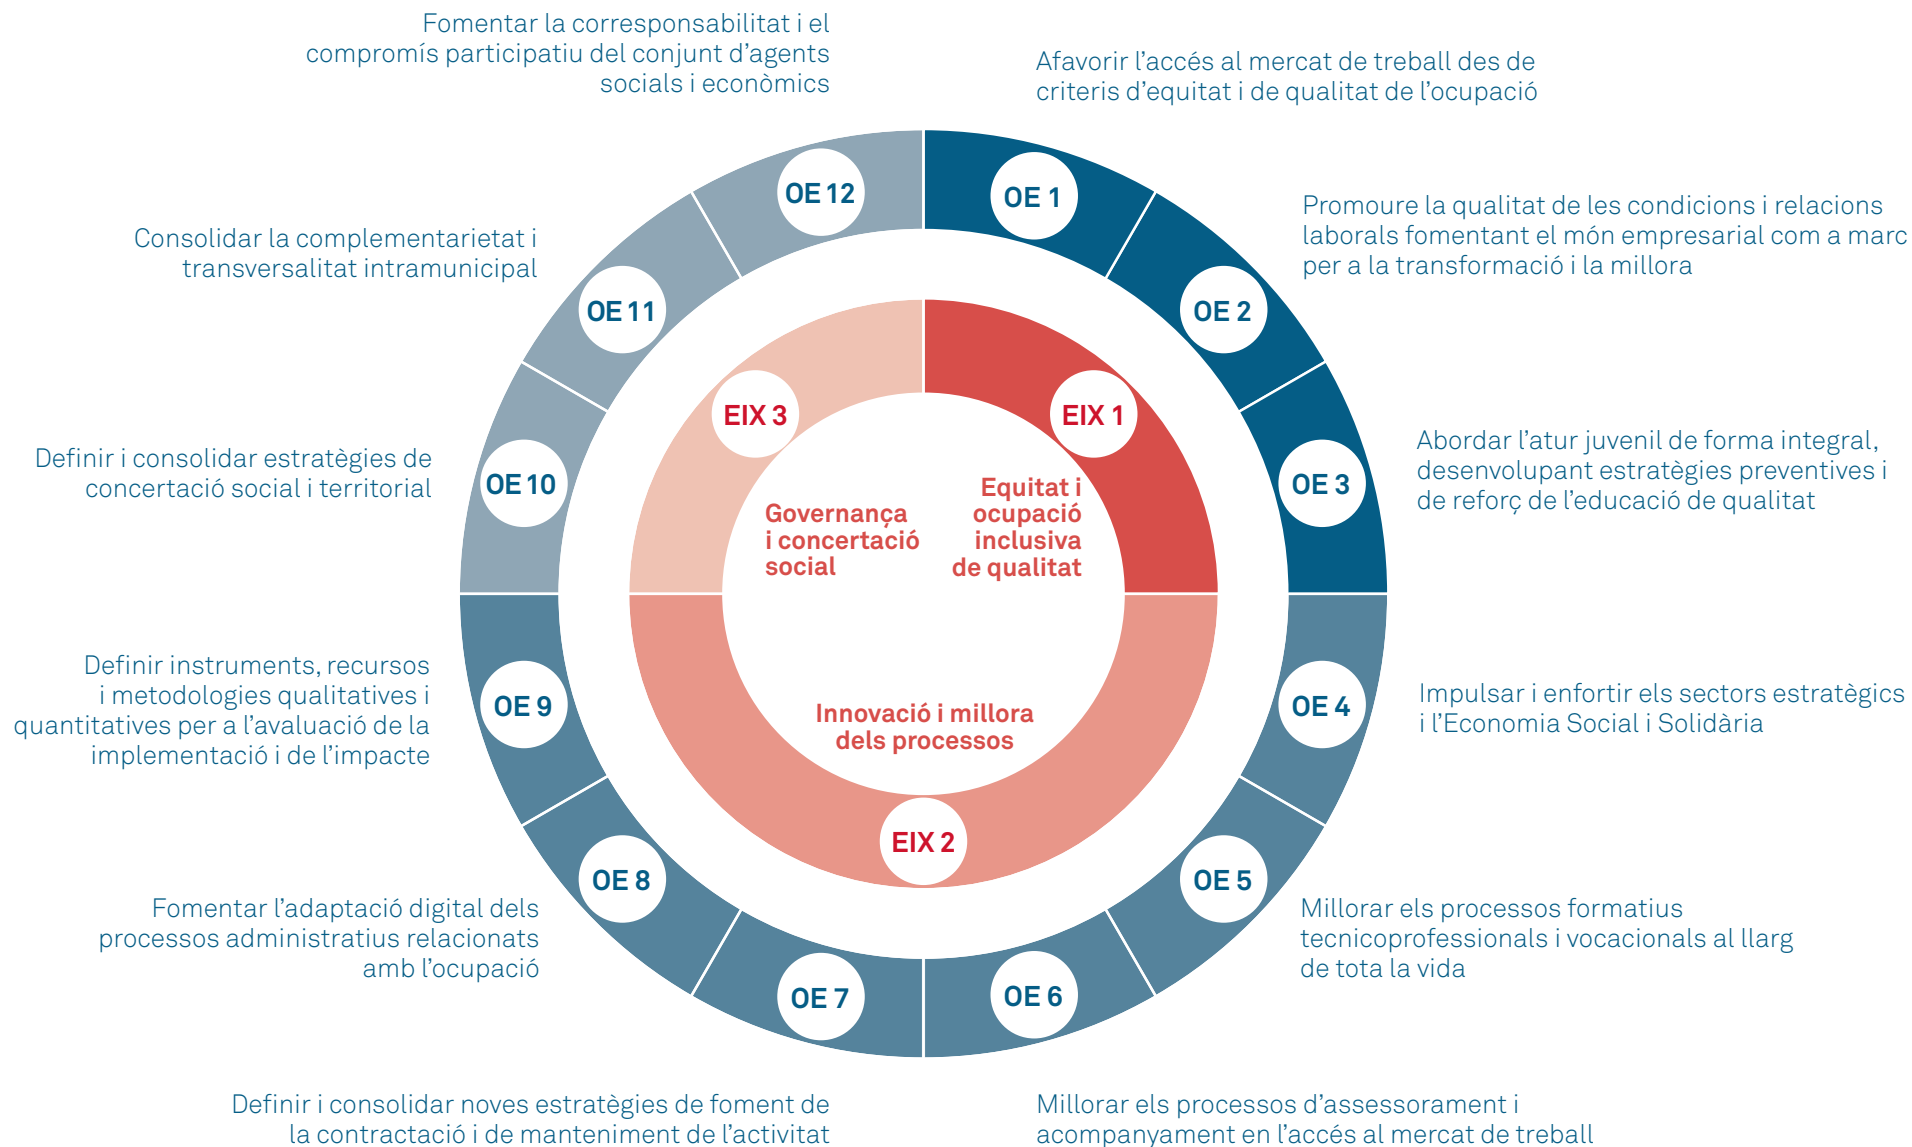 Fomentar la corresponsabilitat i el
compromís participatiu del conjunt d’agents
socials i econòmics
Afavorir l’accés al mercat de treball des de
criteris d’equitat i de qualitat de l’ocupació
OE 12
OE 1
Promoure la qualitat de les condicions i relacions
laborals fomentant el món empresarial com a marc
per a la transformació i la millora
Consolidar la complementarietat i
transversalitat intramunicipal
OE 11
OE 2
EIX 3
EIX 1
Abordar l’atur juvenil de forma integral,
desenvolupant estratègies preventives i
de reforç de l’educació de qualitat
Definir i consolidar estratègies de
concertació social i territorial
OE 10
OE 3
Governança
i concertació
social
Equitat i
ocupació
inclusiva
de qualitat
Definir instruments, recursos
i metodologies qualitatives i
quantitatives per a l’avaluació de la
implementació i de l’impacte
OE 9
OE 4
Impulsar i enfortir els sectors estratègics
i l’Economia Social i Solidària
Innovació i millora
dels processos
EIX 2
OE 8
OE 5
Fomentar l’adaptació digital dels
processos administratius relacionats
amb l’ocupació
Millorar els processos formatius
tecnicoprofessionals i vocacionals al llarg
de tota la vida
OE 7
OE 6
Definir i consolidar noves estratègies de foment de
la contractació i de manteniment de l’activitat
Millorar els processos d’assessorament i
acompanyament en l’accés al mercat de treball